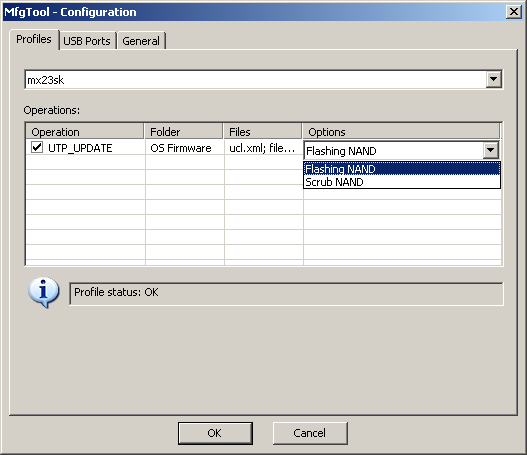 MfgTool - Configuration
Profiles USB Ports General
mx23sk
Operations:
Operation Folder Files Options
UTP_UPDATE OS Firmware ucl.xml; file... Flashing NAND
Flashing NAND
Scrub NAND
Profile status: OK
OK Cancel